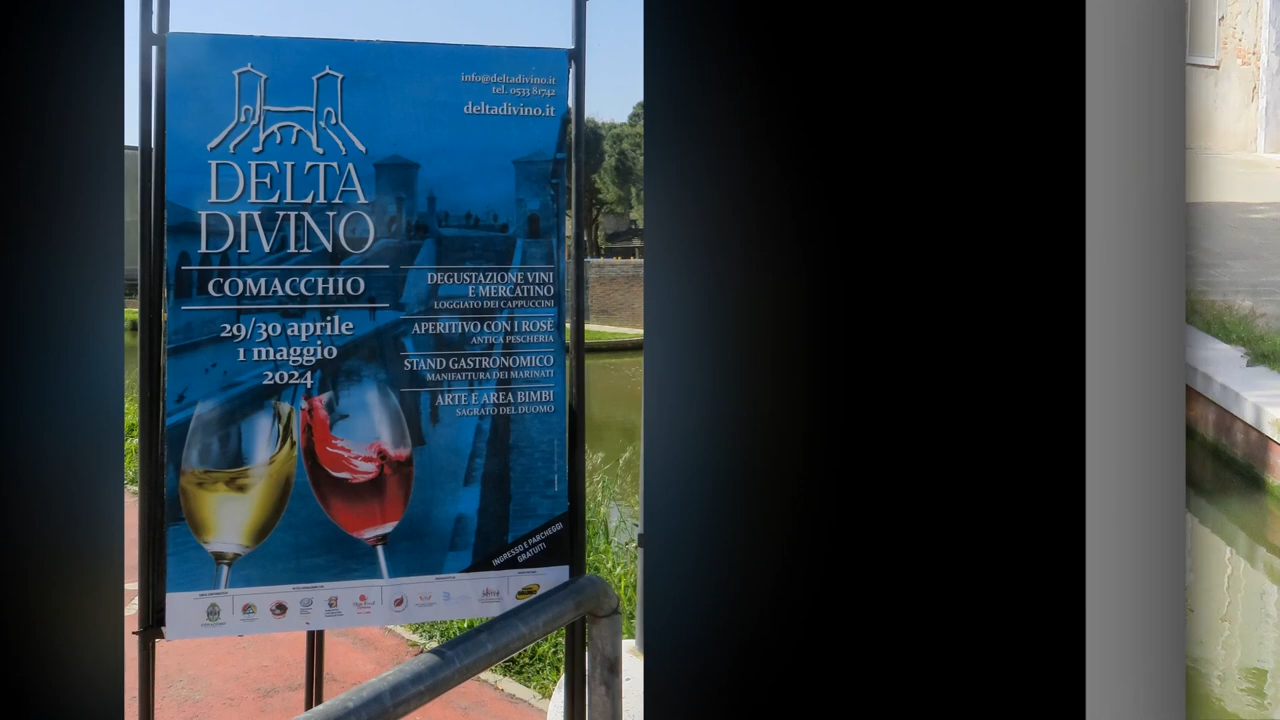 info@deltadivino.it
tel. 0533 81742
deltadivino.it
DELTA
DIVINO
COMACCHIO
29/30 aprile
1 maggio
2024
DEGUSTAZIONE VINI
E MERCATINO
LOGGIATO DEI CAPPUCCINI
APERITIVO CON I ROSÈ
ANTICA PESCHERIA
STAND GASTRONOMICO
MANIFATTURA DEI MARINATI
ARTE E AREA BIMBI
SAGRATO DEL DUOMO
INGRESSO E PARCHEGGI
GRATUITI